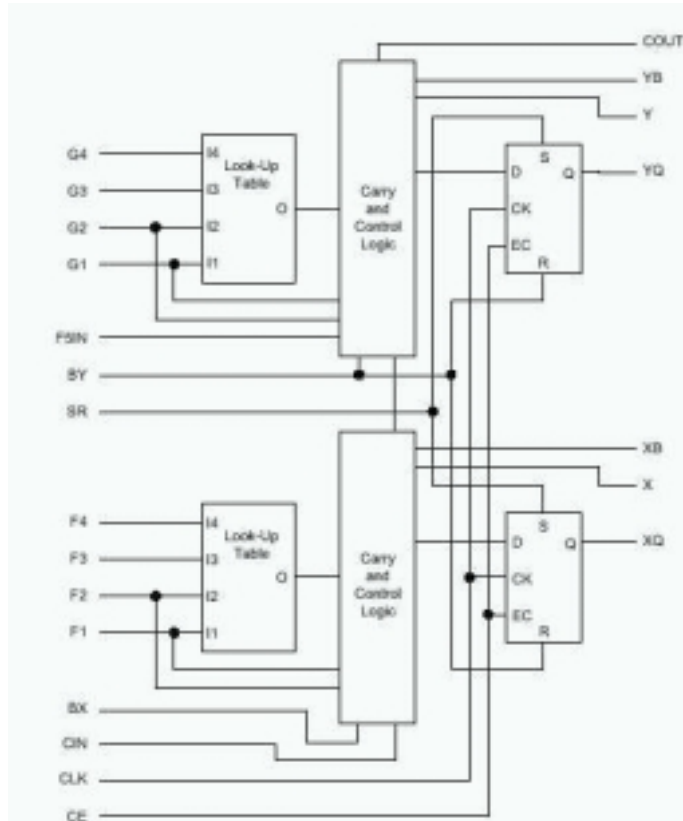 COUT
YB
Y
G4
G3
G2
G1
I4
I3
I2
I1
Look-Up
Table
O
Carry
and
Control
Logic
S
D
Q
CK
EC
R
YQ
F5IN
BY
SR
XB
X
F4
F3
F2
F1
I4
I3
I2
I1
Look-Up
Table
O
Carry
and
Control
Logic
S
D
Q
CK
EC
R
XQ
BX
CIN
CLK
CE